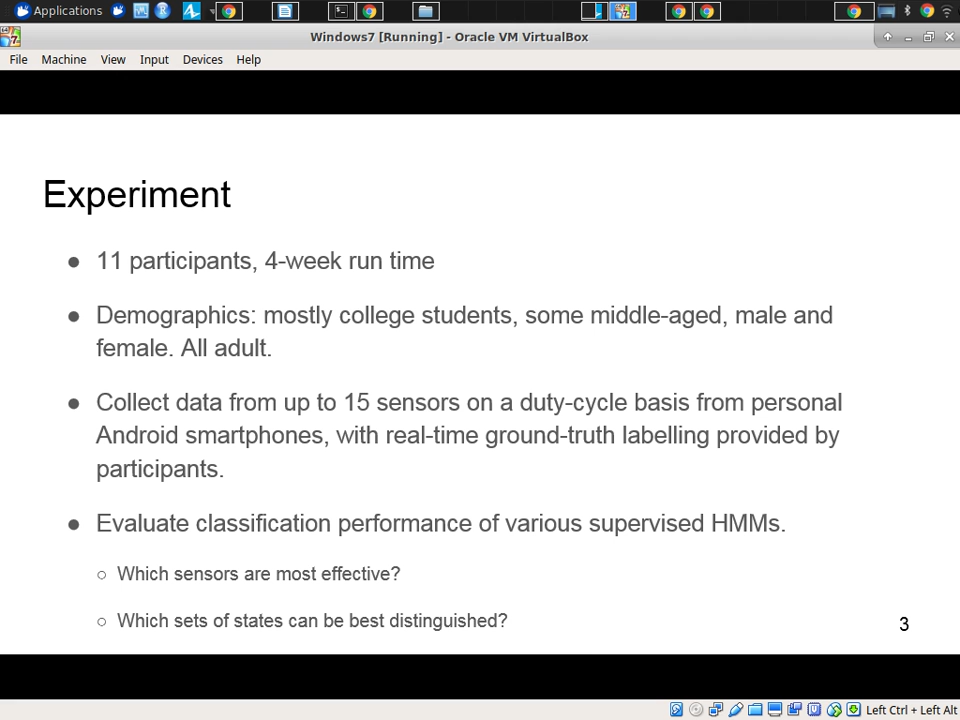 Applications
Windows7 [Running] - Oracle VM VirtualBox
File Machine View Input Devices Help
Experiment
● 11 participants, 4-week run time
● Demographics: mostly college students, some middle-aged, male and
female. All adult.
● Collect data from up to 15 sensors on a duty-cycle basis from personal
Android smartphones, with real-time ground-truth labelling provided by
participants.
● Evaluate classification performance of various supervised HMMs.
○ Which sensors are most effective?
○ Which sets of states can be best distinguished?
3
Left Ctrl + Left Alt